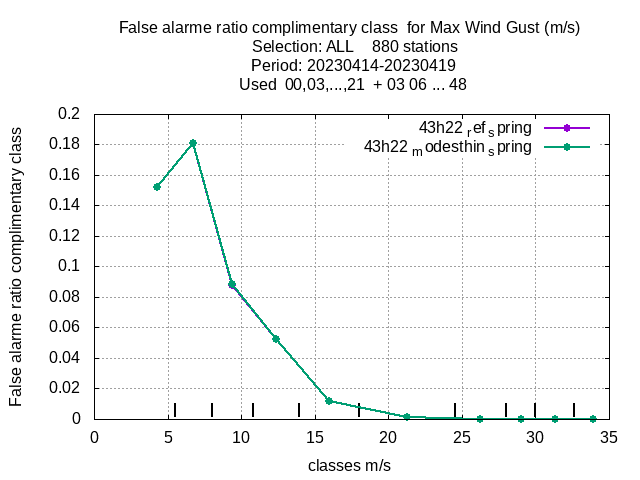 False alarme ratio complimentary class  for Max Wind Gust (m/s)
Selection: ALL    880 stations
Period: 20230414-20230419
Used  00,03,...,21  + 03 06 ... 48
False alarme ratio complimentary class
0.2
0.18
0.16
0.14
0.12
0.1
0.08
0.06
0.04
0.02
0
43h22 ref spring
43h22 modesthin spring
0 5 10 15 20 25 30 35
classes m/s